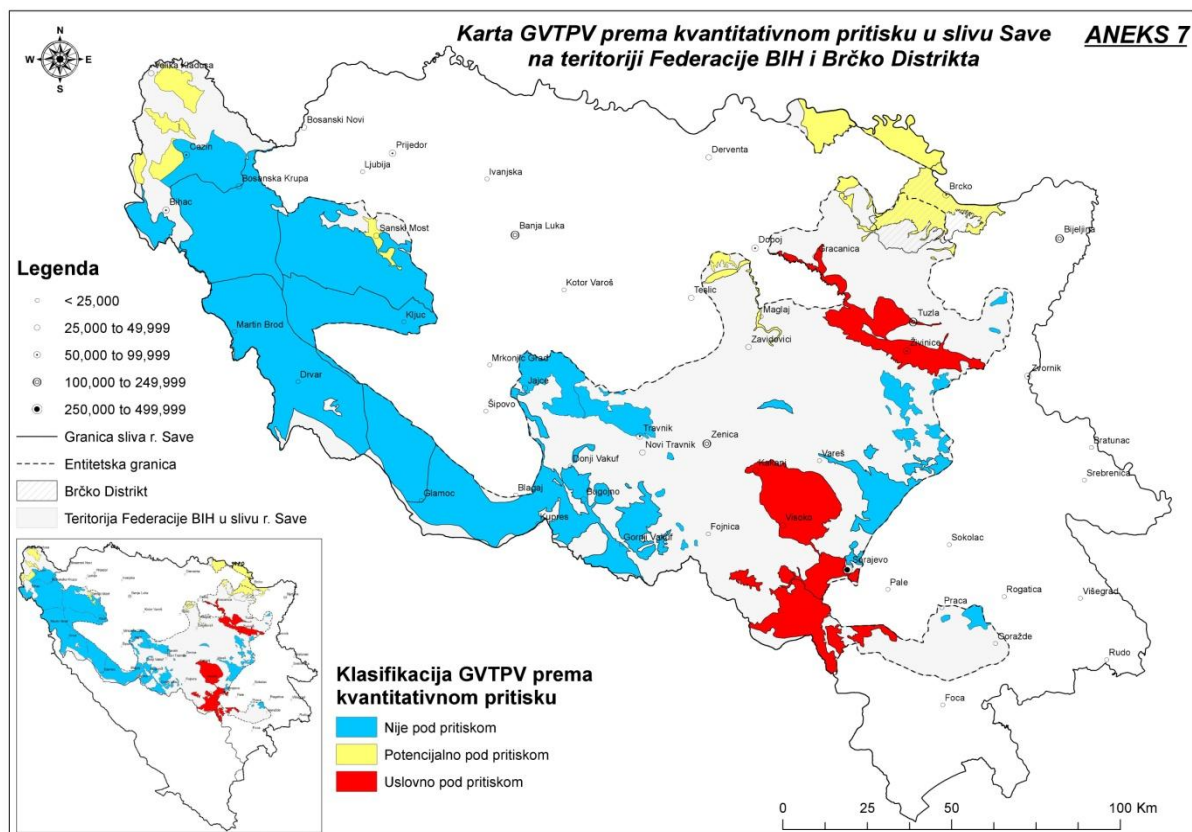 Karta GVTPV prema kvantitativnom pritisku u slivu Save
na teritoriji Federacije BIH i Brčko Distrikta
ANEKS 7
N
W E
S
Velika Kladusa
Bosanski Novi
Cazin
Prijedor
Ljubija
Derventa
Ivanjska
Bosanska Krupa
Brcko
Bihac
Sanski Most
Banja Luka
Doboj
Gracanica
Bijeljina
Kotor Varoš
Teslic
Maglaj
Tuzla
Martin Brod
Kljuc
Zavidovici
Živinice
Mrkonjic Grad
Zvornik
Drvar
Jajce
Šipovo
Travnik
Zenica
Novi Travnik
Bratunac
Donji Vakuf
Kakanj
Vareš
Srebrenica
Glamoc
Blagaj
Bugojno
Kupres
Visoko
Gornji Vakuf
Fojnica
Sokolac
Sarajevo
Pale
Rogatica
Višegrad
Praca
Goražde
Rudo
Foca
Legenda
< 25,000
25,000 to 49,999
50,000 to 99,999
100,000 to 249,999
250,000 to 499,999
Granica sliva r. Save
Entitetska granica
Brčko Distrikt
Teritorija Federacije BIH u slivu r. Save
Klasifikacija GVTPV prema
kvantitativnom pritisku
Nije pod pritiskom
Potencijalno pod pritiskom
Uslovno pod pritiskom
0 25 50 100 Km